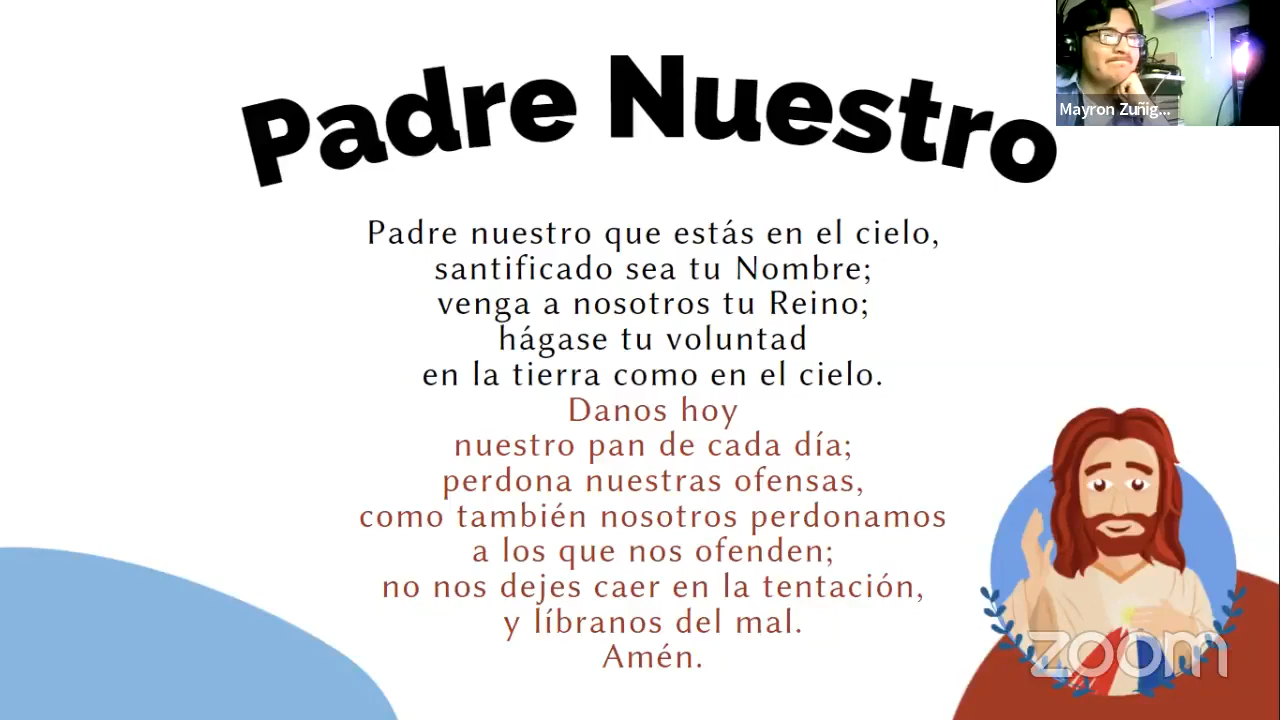 Padre Nuestro
Mayron Zuñig...
Padre nuestro que estás en el cielo,
santificado sea tu Nombre;
venga a nosotros tu Reino;
hágase tu voluntad
en la tierra como en el cielo.
Danos hoy
nuestro pan de cada día;
perdona nuestras ofensas,
como también nosotros perdonamos
a los que nos ofenden;
no nos dejes caer en la tentación,
y líbranos del mal.
Amén.
zoom